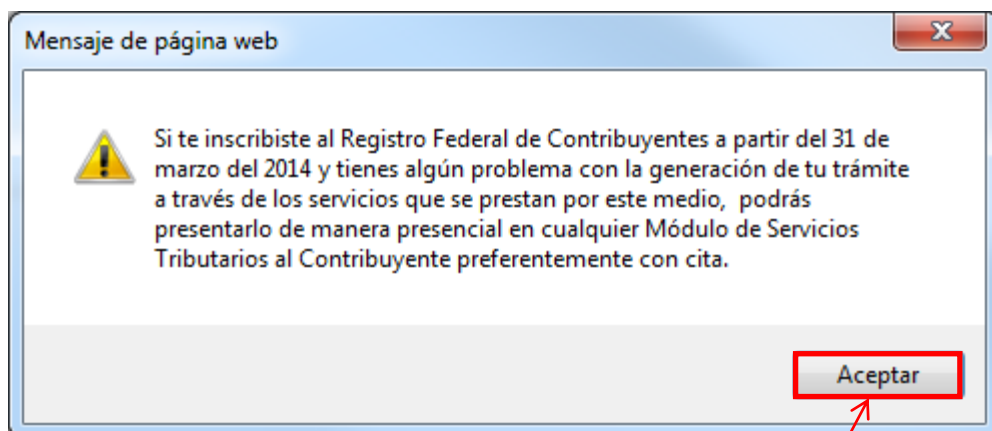 Mensaje de página web
Si te inscribiste al Registro Federal de Contribuyentes a partir del 31 de
marzo del 2014 y tienes algún problema con la generación de tu trámite
a través de los servicios que se prestan por este medio, podrás
presentarlo de manera presencial en cualquier Módulo de Servicios
Tributarios al Contribuyente preferentemente con cita.
Aceptar